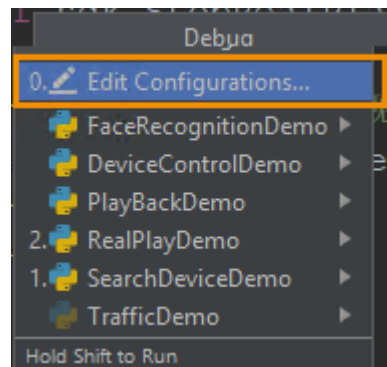 Debug
0. Edit Configurations...
FaceRecognitionDemo
DeviceControlDemo
PlayBackDemo
2. RealPlayDemo
1. SearchDeviceDemo
TrafficDemo
Hold Shift to Run